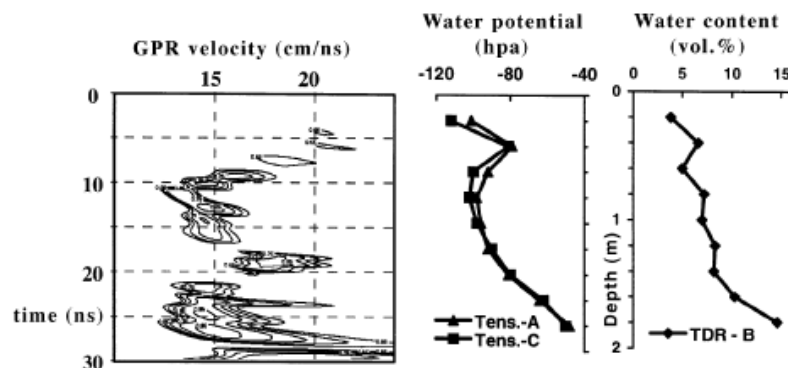 GPR velocity (cm/ns)
15 20
0
10
20
time (ns)
30
Water potential
(hpa)
-120 -80 -40
Tens.-A
Tens.-C
Water content
(vol.%)
0 5 10 15
0
1
2
Depth (m)
TDR - B